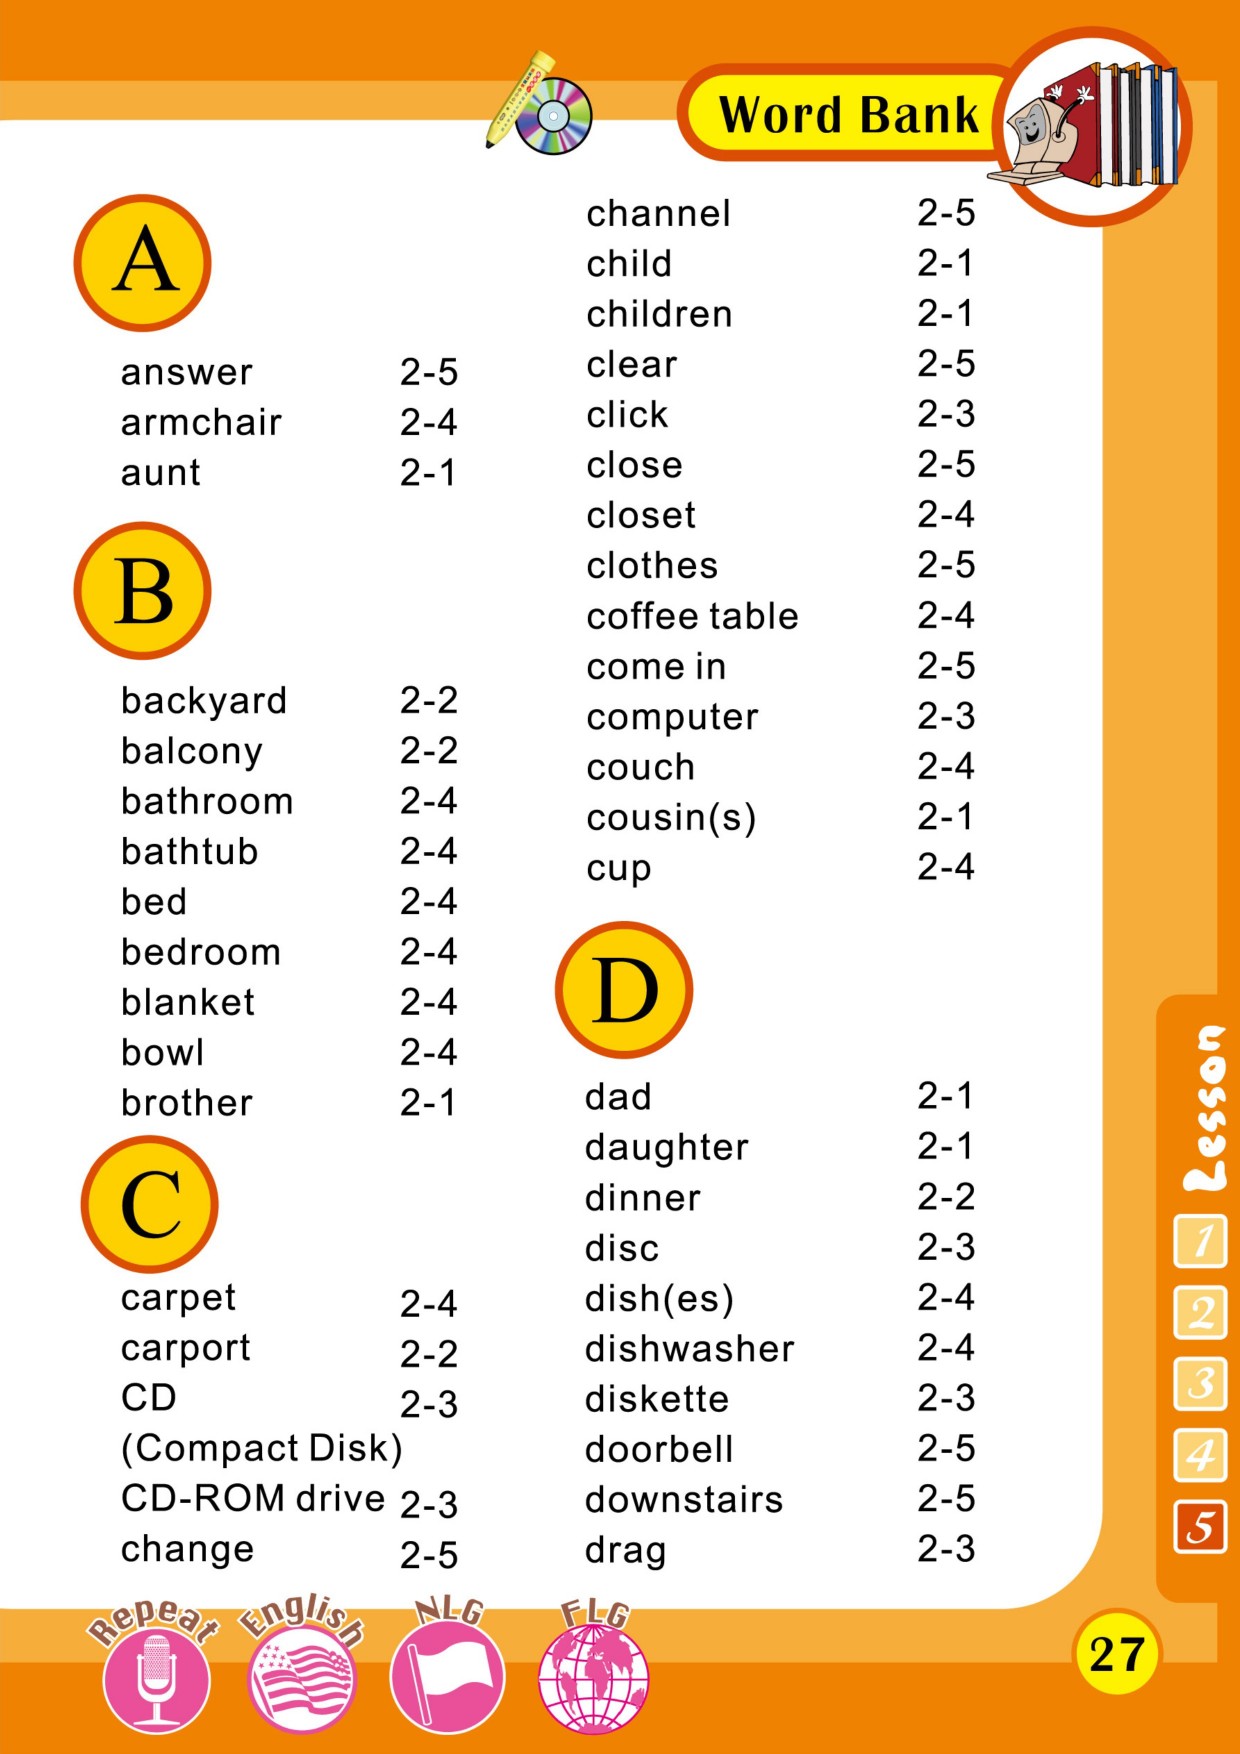 Word Bank
A
answer 2-5
armchair 2-4
aunt 2-1
B
backyard 2-2
balcony 2-2
bathroom 2-4
bathtub 2-4
bed 2-4
bedroom 2-4
blanket 2-4
bowl 2-4
brother 2-1
C
carpet 2-4
carport 2-2
CD 2-3
(Compact Disk)
CD-ROM drive 2-3
change 2-5
channel 2-5
child 2-1
children 2-1
clear 2-5
click 2-3
close 2-5
closet 2-4
clothes 2-5
coffee table 2-4
come in 2-5
computer 2-3
couch 2-4
cousin(s) 2-1
cup 2-4
D
dad 2-1
daughter 2-1
dinner 2-2
disc 2-3
dish(es) 2-4
dishwasher 2-4
diskette 2-3
doorbell 2-5
downstairs 2-5
drag 2-3
Lesson
1
2
3
4
5
Repeat
English
NLG
FLG
27